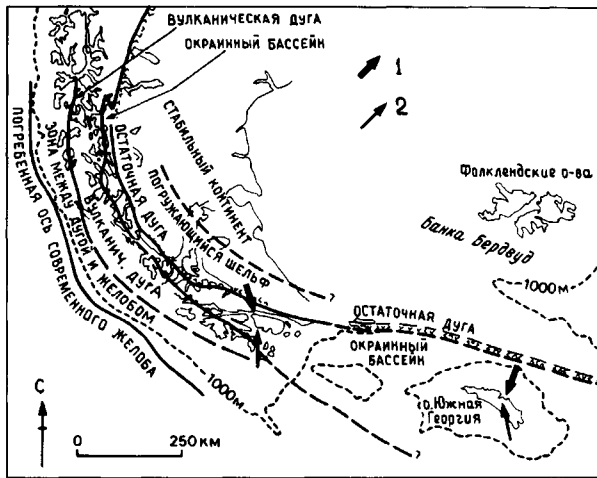 ВУЛКАНИЧЕСКАЯ ДУГА
ОКРАИННЫЙ БАССЕЙН
1
2
СТАБИЛЬНЫЙ КОНТИНЕНТ
ОСТАТОЧНАЯ ДУГА
ПОГРУЖАЮЩИЙСЯ ШЕЛЬФ
ЗОНА МЕЖДУ ДУГОЙ И ЖЕЛОБОМ
ВУЛКАНИЧ. ДУГА
ПОГРЕБЕННАЯ ОСЬ СОВРЕМЕННОГО ЖЕЛОБА
Фолклендские о-ва
Банка Бердвуд
1000м
?
ОСТАТОЧНАЯ ДУГА
ОКРАИННЫЙ
БАССЕЙН
1000м
о. Южная
Георгия
?
С
0 250 КМ